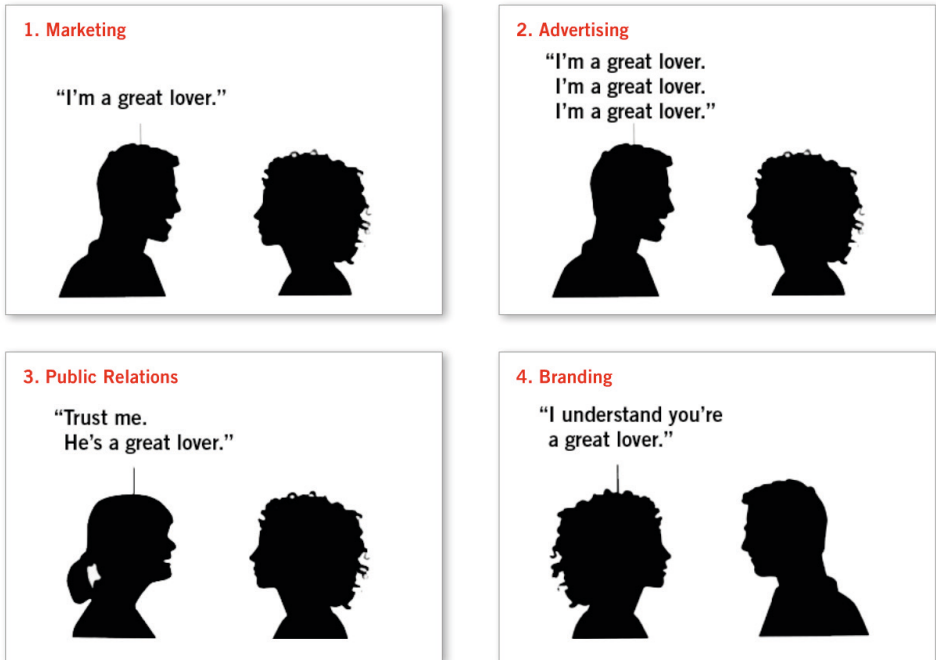 1. Marketing
“I’m a great lover.”
2. Advertising
“I’m a great lover.
I’m a great lover.
I’m a great lover.”
3. Public Relations
“Trust me.
He’s a great lover.”
4. Branding
“I understand you’re
a great lover.”